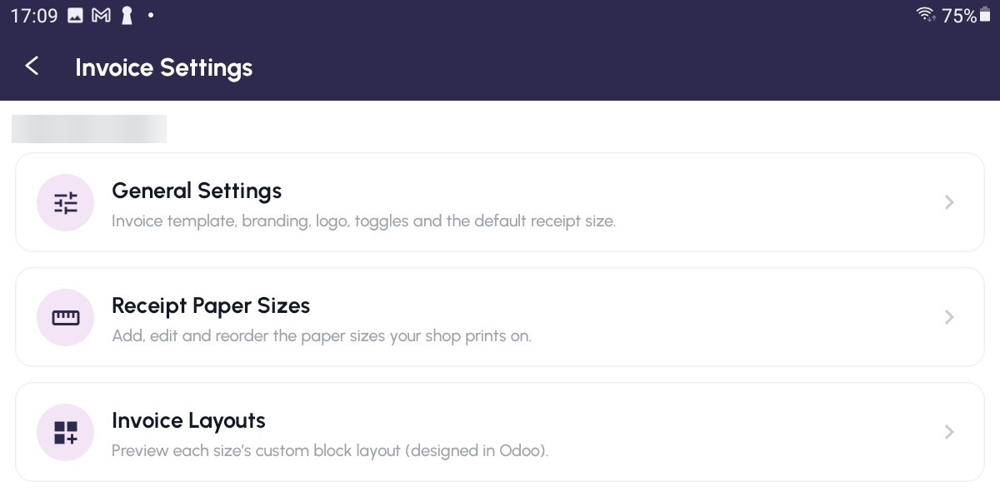 17:09
75%
Invoice Settings
General Settings
Invoice template, branding, logo, toggles and the default receipt size.
Receipt Paper Sizes
Add, edit and reorder the paper sizes your shop prints on.
Invoice Layouts
Preview each size's custom block layout (designed in Odoo).